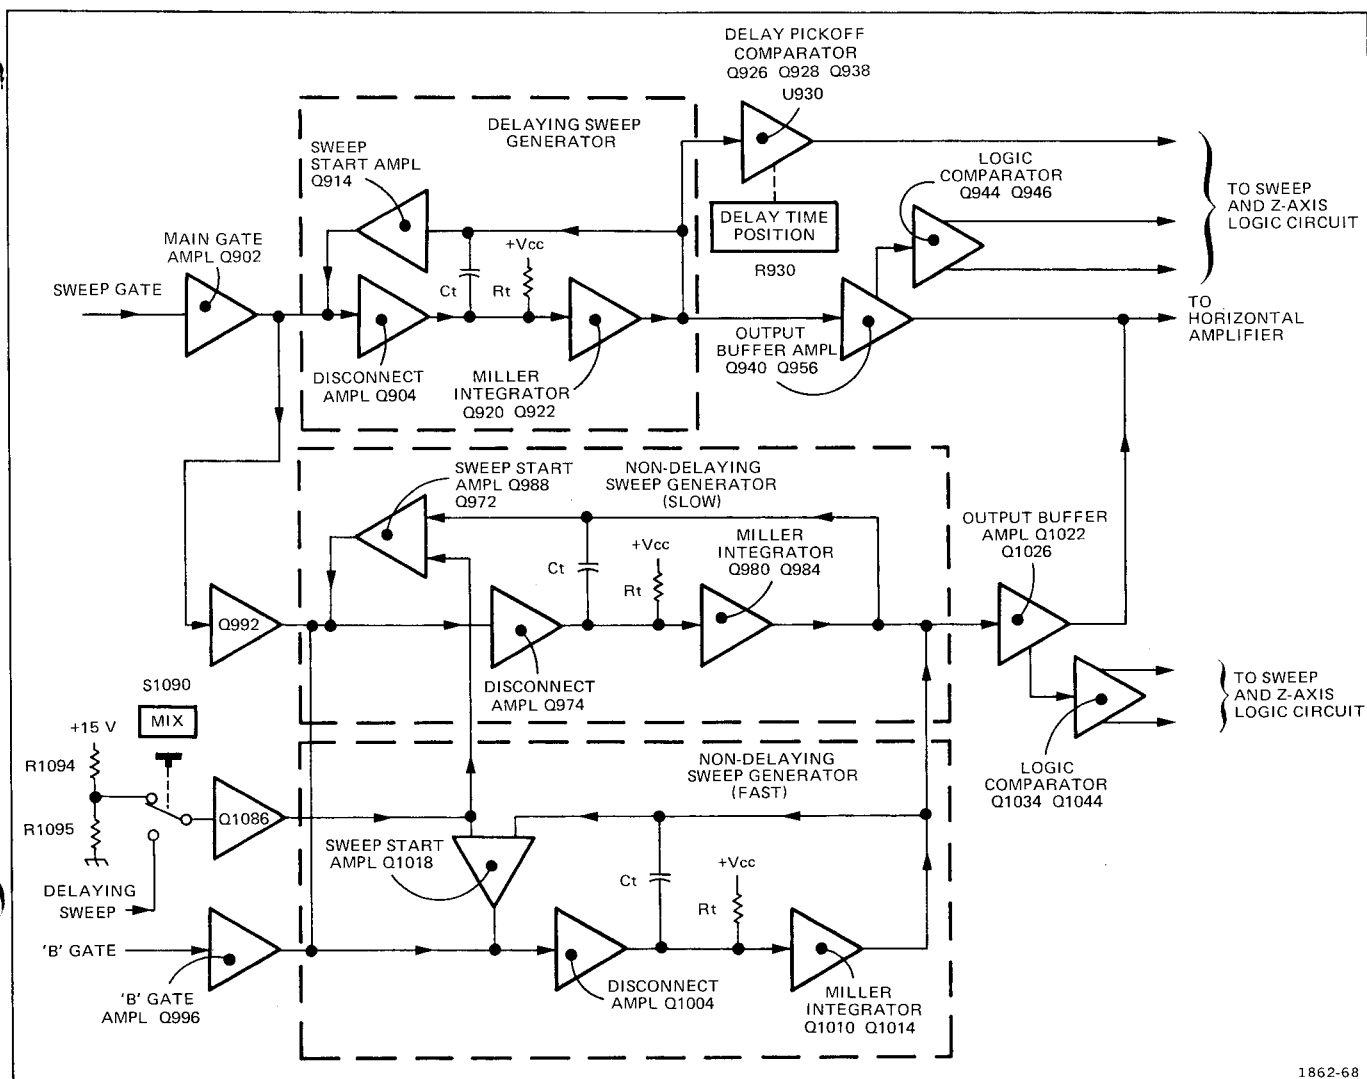 DELAY PICKOFF
COMPARATOR
Q926 Q928 Q938
U930
DELAYING SWEEP
GENERATOR
SWEEP
START AMPL
Q914
LOGIC
COMPARATOR
Q944 Q946
TO SWEEP
AND Z-AXIS
LOGIC CIRCUIT
DELAY TIME
POSITION
R930
MAIN GATE
AMPL Q902
+Vcc
Ct
Rt
SWEEP GATE
TO
HORIZONTAL
AMPLIFIER
OUTPUT
BUFFER AMPL
Q940 Q956
DISCONNECT
AMPL Q904
MILLER
INTEGRATOR
Q920 Q922
SWEEP START
AMPL Q988
Q972
NON-DELAYING
SWEEP GENERATOR
(SLOW)
OUTPUT BUFFER
AMPL Q1022
Q1026
+Vcc
MILLER
INTEGRATOR
Q980 Q984
Ct
Rt
Q992
DISCONNECT
AMPL Q974
TO SWEEP
AND Z-AXIS
LOGIC CIRCUIT
S1090
MIX
+15 V
R1094
R1095
Q1086
NON-DELAYING
SWEEP GENERATOR
(FAST)
LOGIC
COMPARATOR
Q1034 Q1044
SWEEP START
AMPL Q1018
+Vcc
Ct
Rt
DELAYING
SWEEP
'B' GATE
'B' GATE
AMPL Q996
DISCONNECT
AMPL Q1004
MILLER
INTEGRATOR
Q1010 Q1014
1862-68